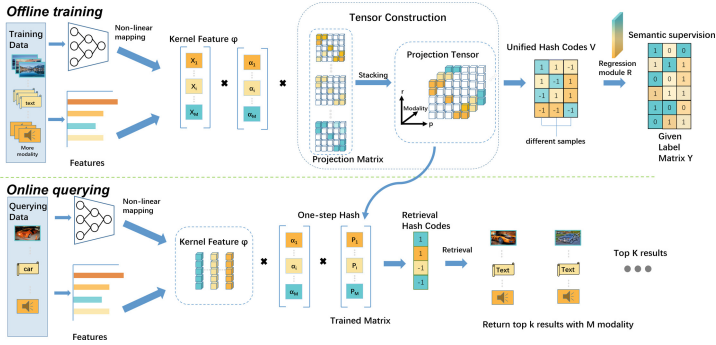 Offline training
Training
Data
text
More
modality
Non-linear
mapping
Features
Kernel Feature φ
X1
Xi
XM
×
α1
αi
αM
×
Tensor Construction
Projection Matrix
Stacking
Projection Tensor
r
Modality
p
Unified Hash Codes V
1 1 -1
-1 1 -1
-1 1 1
-1 -1 1
different samples
Regression
module R
Semantic supervision
1 0 0
1 0 1
0 1 1
1 0 0
0 1 1
Given
Label
Matrix Y
Online querying
Querying
Data
car
Non-linear
mapping
Features
Kernel Feature φ
×
One-step Hash
α1
αi
αM
×
P1
Pi
PM
Trained Matrix
Retrieval
Hash Codes
1
1
-1
-1
Retrieval
Text
Text
Top K results
Return top k results with M modality